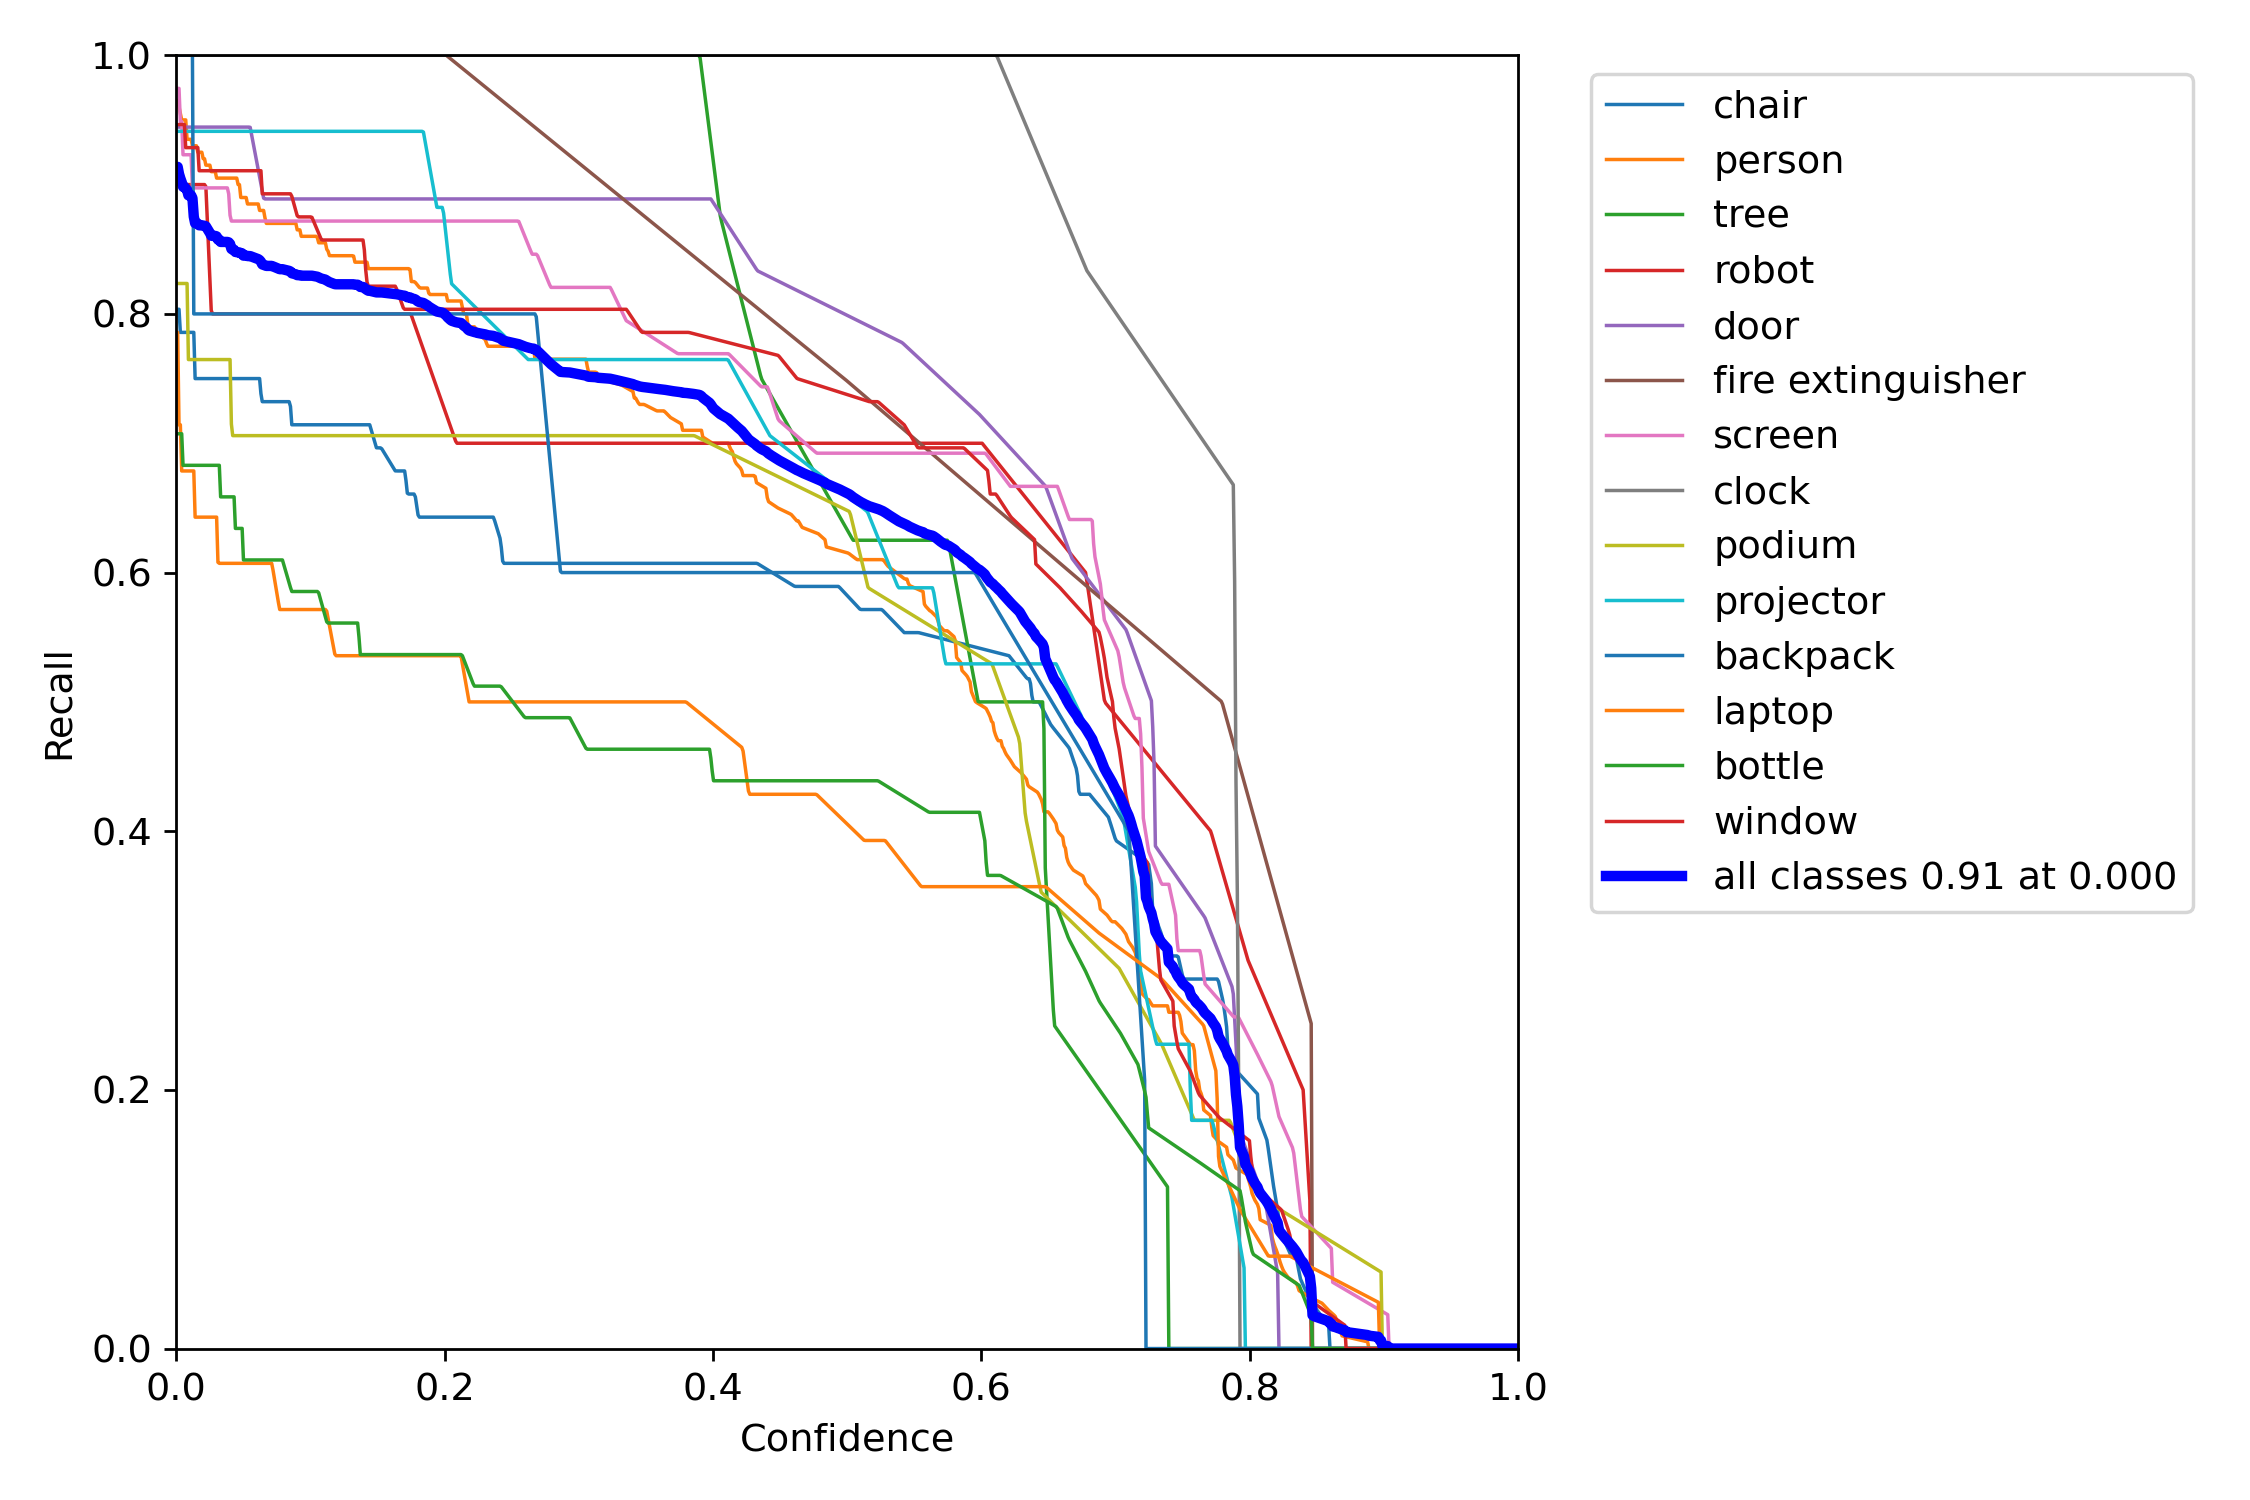 1.0
0.8
0.6
0.4
0.2
0.0
Recall
0.0 0.2 0.4 0.6 0.8 1.0
Confidence
chair
person
tree
robot
door
fire extinguisher
screen
clock
podium
projector
backpack
laptop
bottle
window
all classes 0.91 at 0.000